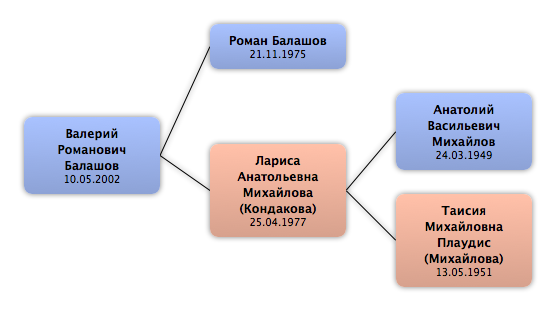 Роман Балашов
21.11.1975
Валерий
Романович
Балашов
10.05.2002
Лариса
Анатольевна
Михайлова
(Кондакова)
25.04.1977
Анатолий
Васильевич
Михайлов
24.03.1949
Таисия
Михайловна
Плаудис
(Михайлова)
13.05.1951